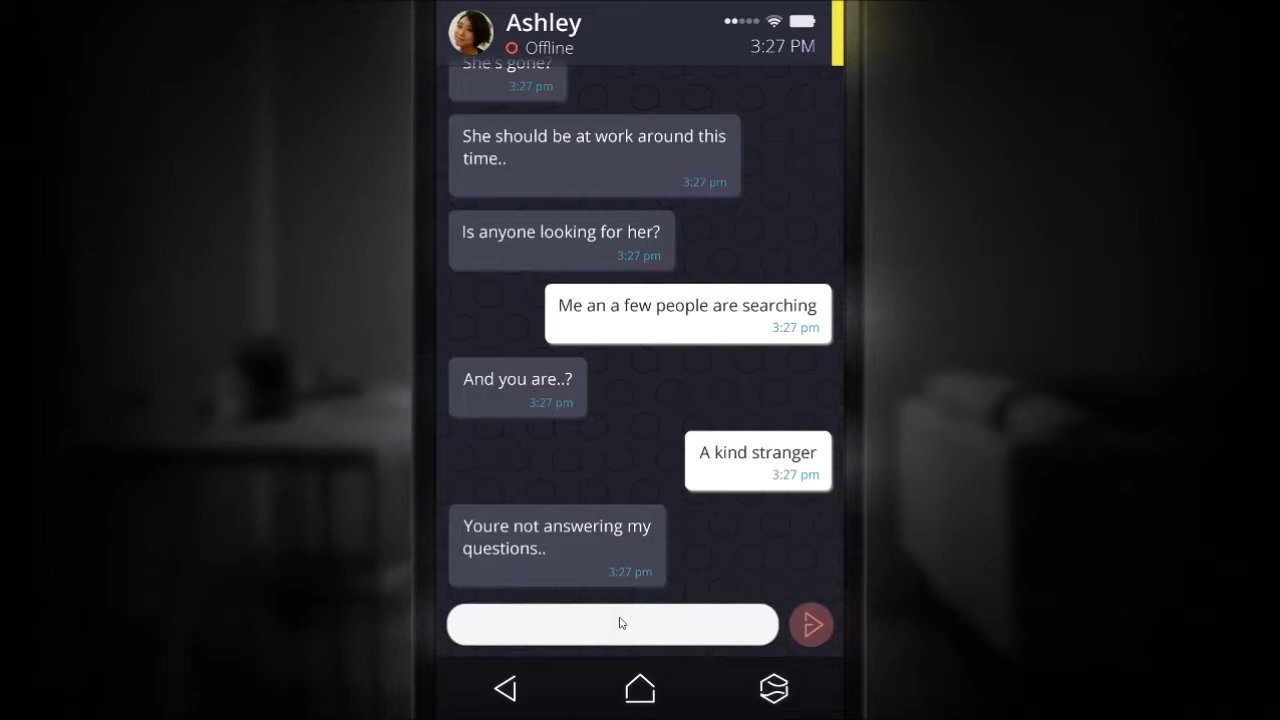 Ashley
Offline
3:27 PM
She's gone?
3:27 pm
She should be at work around this
time..
3:27 pm
Is anyone looking for her?
3:27 pm
Me an a few people are searching
3:27 pm
And you are..?
3:27 pm
A kind stranger
3:27 pm
Youre not answering my
questions..
3:27 pm